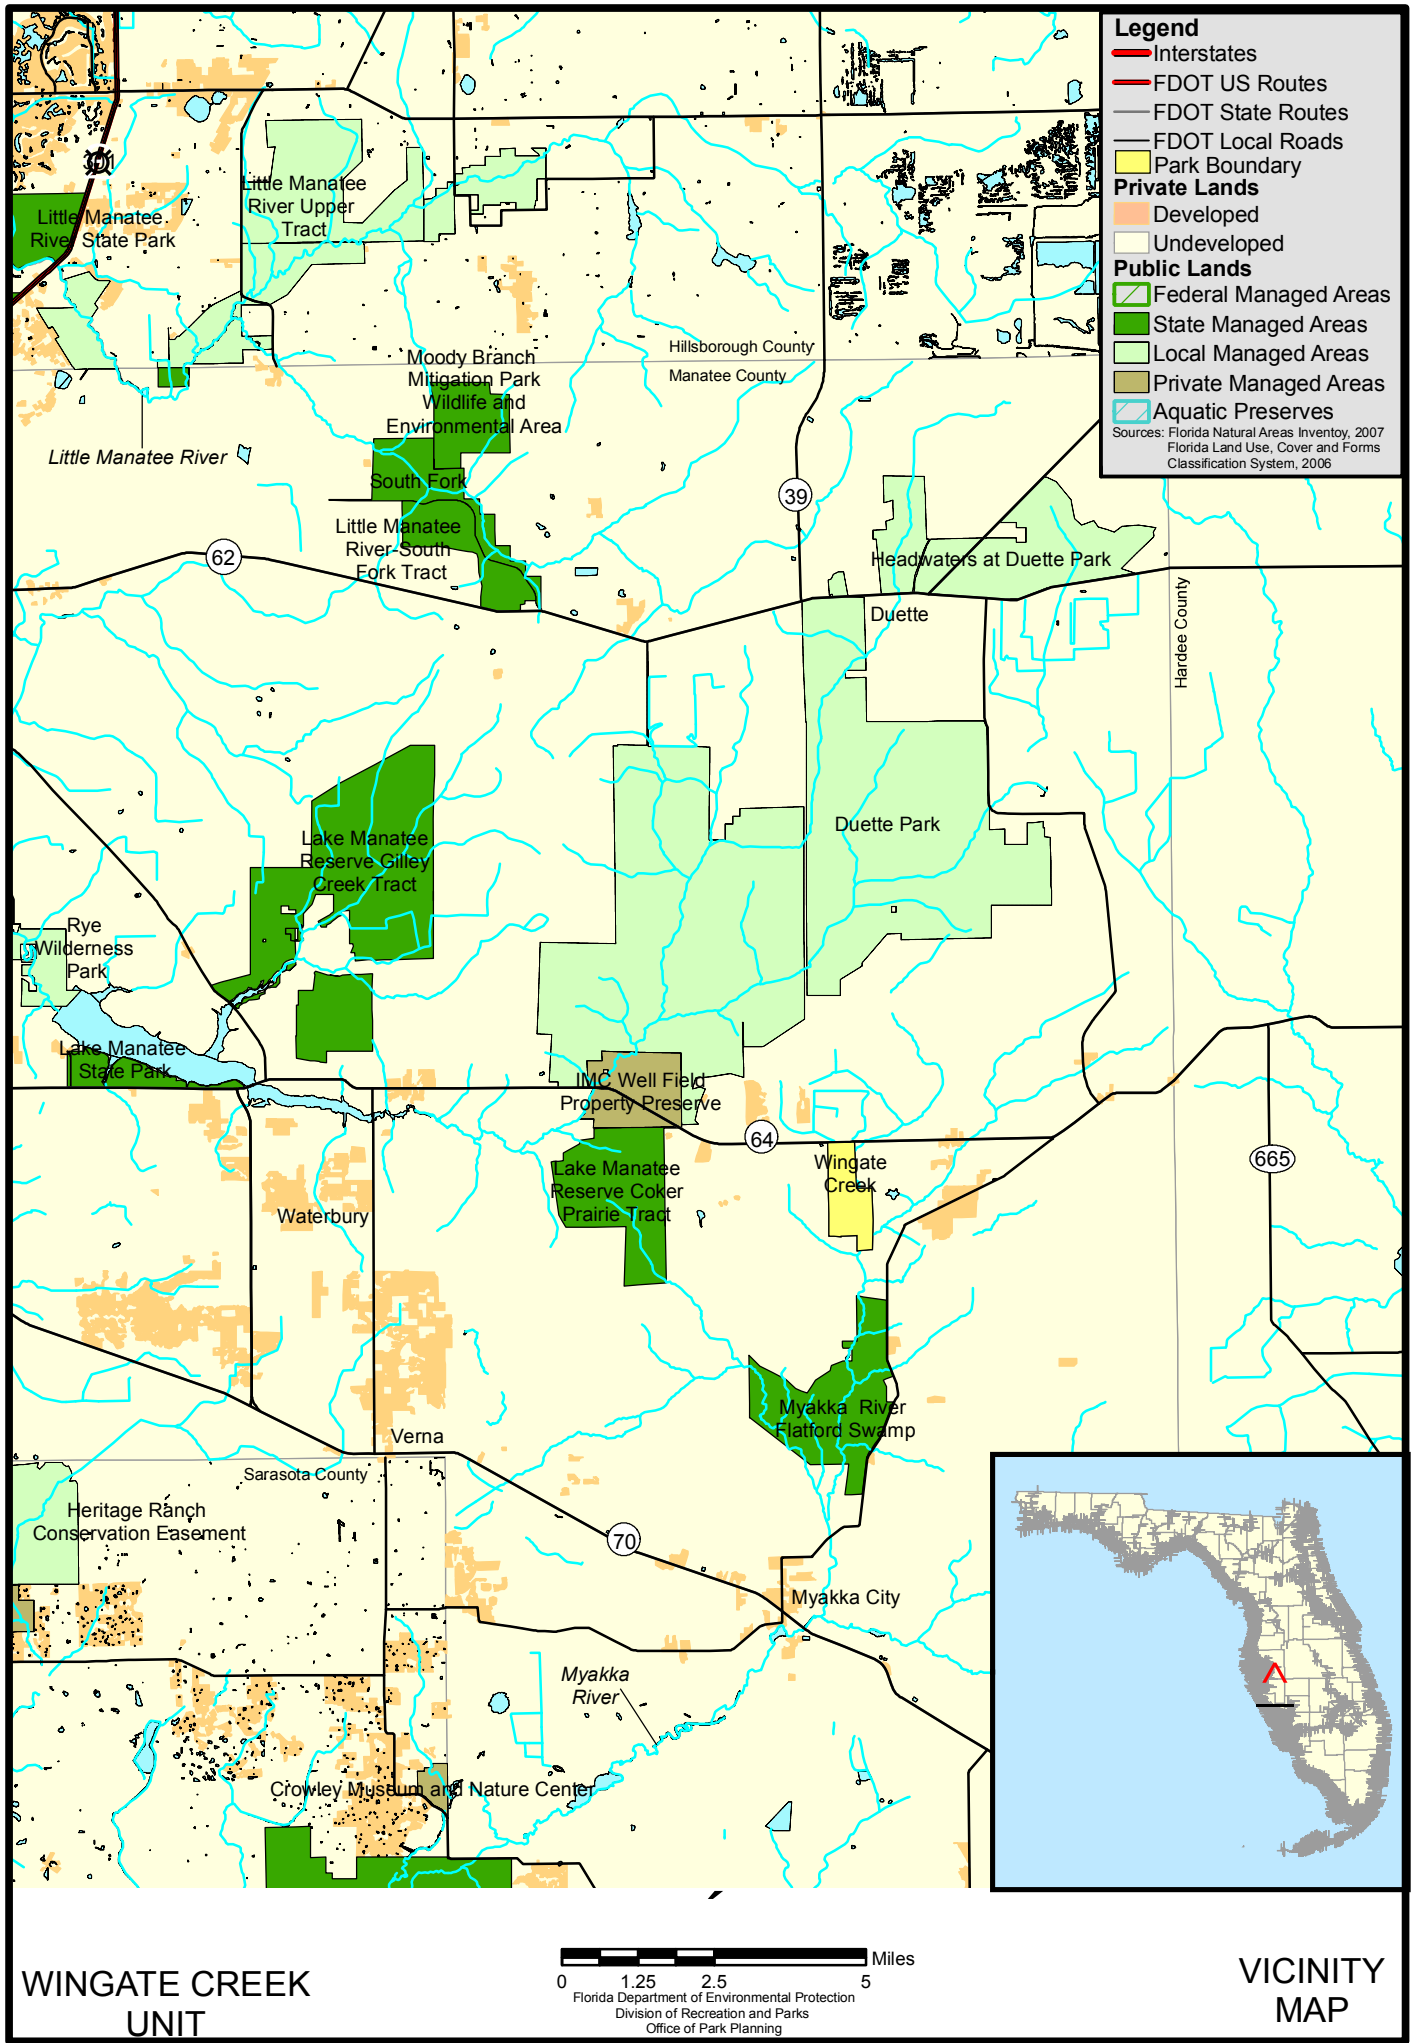 Legend
Interstates
FDOT US Routes
FDOT State Routes
FDOT Local Roads
Park Boundary
Private Lands
Developed
Undeveloped
Public Lands
Federal Managed Areas
State Managed Areas
Local Managed Areas
Private Managed Areas
Aquatic Preserves
Sources: Florida Natural Areas Inventoy, 2007
Florida Land Use, Cover and Forms
Classification System, 2006
Little Manatee
River State Park
Little Manatee
River Upper
Tract
Hillsborough County
Manatee County
Moody Branch
Mitigation Park
Wildlife and
Environmental Area
Little Manatee River
South Fork
39
Little Manatee
River-South
Fork Tract
62
Headwaters at Duette Park
Duette
Hardee County
Duette Park
Lake Manatee
Reserve Gilley
Creek Tract
Rye
Wilderness
Park
Lake Manatee
State Park
IMC Well Field
Property Preserve
64
Wingate
Creek
665
Lake Manatee
Reserve Coker
Prairie Tract
Waterbury
Myakka River
Flatford Swamp
Verna
Sarasota County
Heritage Ranch
Conservation Easement
70
Myakka City
Myakka
River
Crowley Museum and Nature Center
WINGATE CREEK
UNIT
Miles
0 1.25 2.5 5
Florida Department of Environmental Protection
Division of Recreation and Parks
Office of Park Planning
VICINITY
MAP